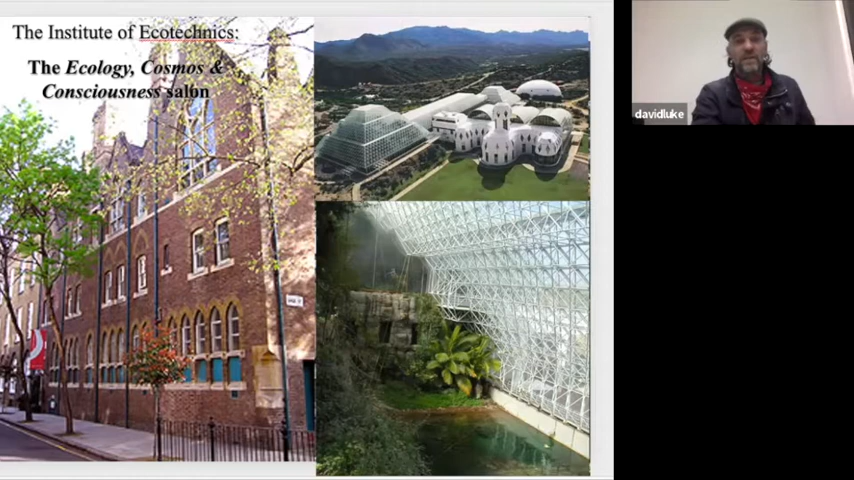 The Institute of Ecotechnics:
The Ecology, Cosmos &
Consciousness salon
davidluke